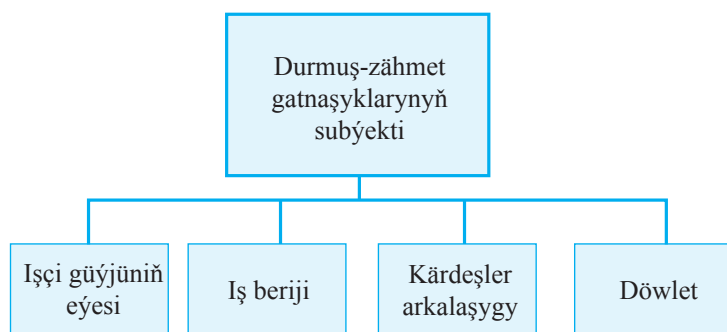 Durmuş-zähmet
gatnaşyklarynyň
subýekti
Işçi güýjüniň
eýesi
Iş beriji
Kärdeşler
arkalaşygy
Döwlet